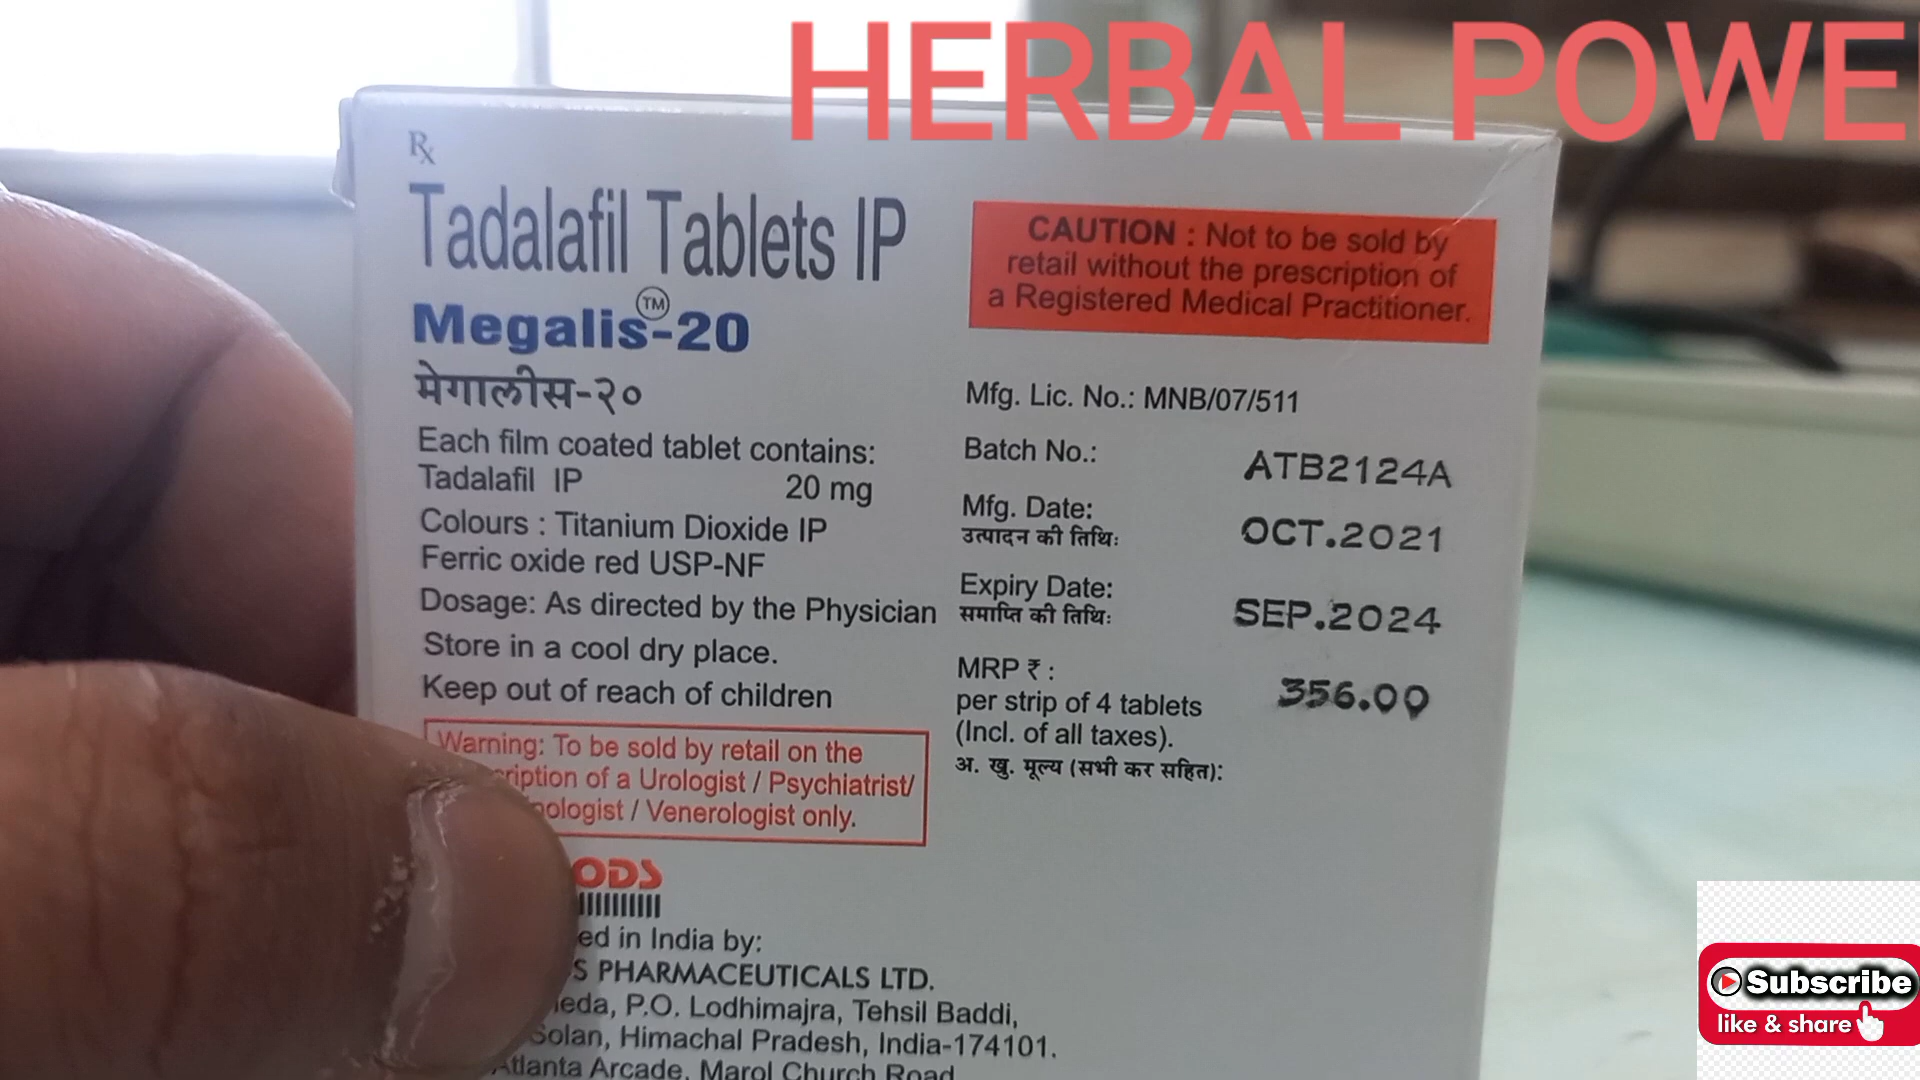 HERBAL POWE
Rx
Tadalafil Tablets IP
Megalis™-20
मेगालीस-२०
Each film coated tablet contains:
Tadalafil IP 20 mg
Colours : Titanium Dioxide IP
Ferric oxide red USP-NF
Dosage: As directed by the Physician
Store in a cool dry place.
Keep out of reach of children
Warning: To be sold by retail on the
ription of a Urologist / Psychiatrist/
ologist / Venerologist only.
ODS
ed in India by:
S PHARMACEUTICALS LTD.
eda, P.O. Lodhimajra, Tehsil Baddi,
Solan, Himachal Pradesh, India-174101.
Atlanta Arcade, Marol Church Road
CAUTION : Not to be sold by
retail without the prescription of
a Registered Medical Practitioner.
Mfg. Lic. No.: MNB/07/511
Batch No.: ATB2124A
Mfg. Date: OCT.2021
उत्पादन की तिथि:
Expiry Date: SEP.2024
समाप्ति की तिथि:
MRP ₹ : 356.00
per strip of 4 tablets
(Incl. of all taxes).
अ. खु. मूल्य (सभी कर सहित):
Subscribe
like & share